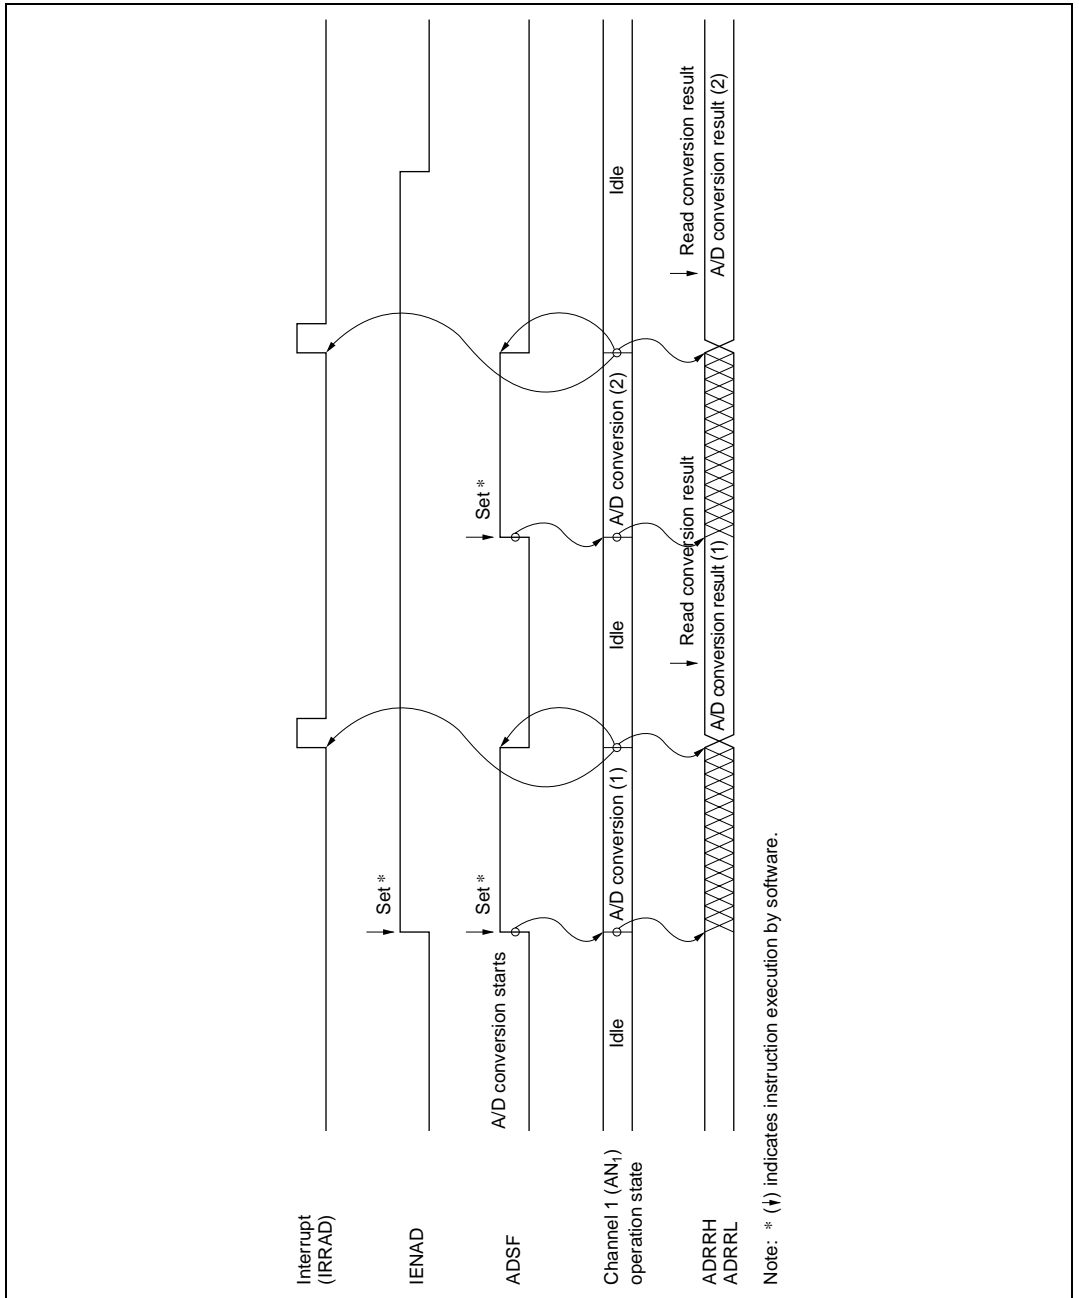 Interrupt
(IRRAD)
IENAD
Set *
ADSF
A/D conversion starts
Set *
Set *
Channel 1 (AN₁)
operation state
Idle
A/D conversion (1)
Idle
A/D conversion (2)
Idle
Read conversion result
Read conversion result
ADRRH
ADRRL
A/D conversion result (1)
A/D conversion result (2)
Note: * (↓) indicates instruction execution by software.